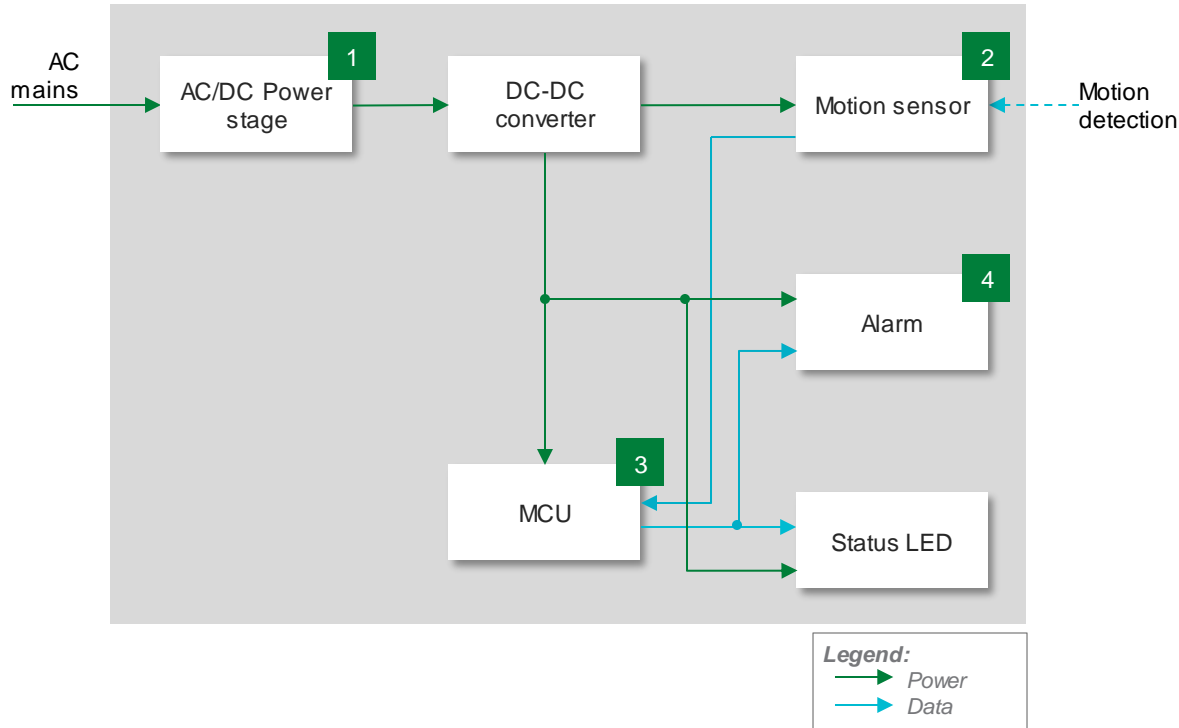 AC
mains
1
AC/DC Power
stage
DC-DC
converter
2
Motion sensor
Motion
detection
4
Alarm
3
MCU
Status LED
Legend:
Power
Data